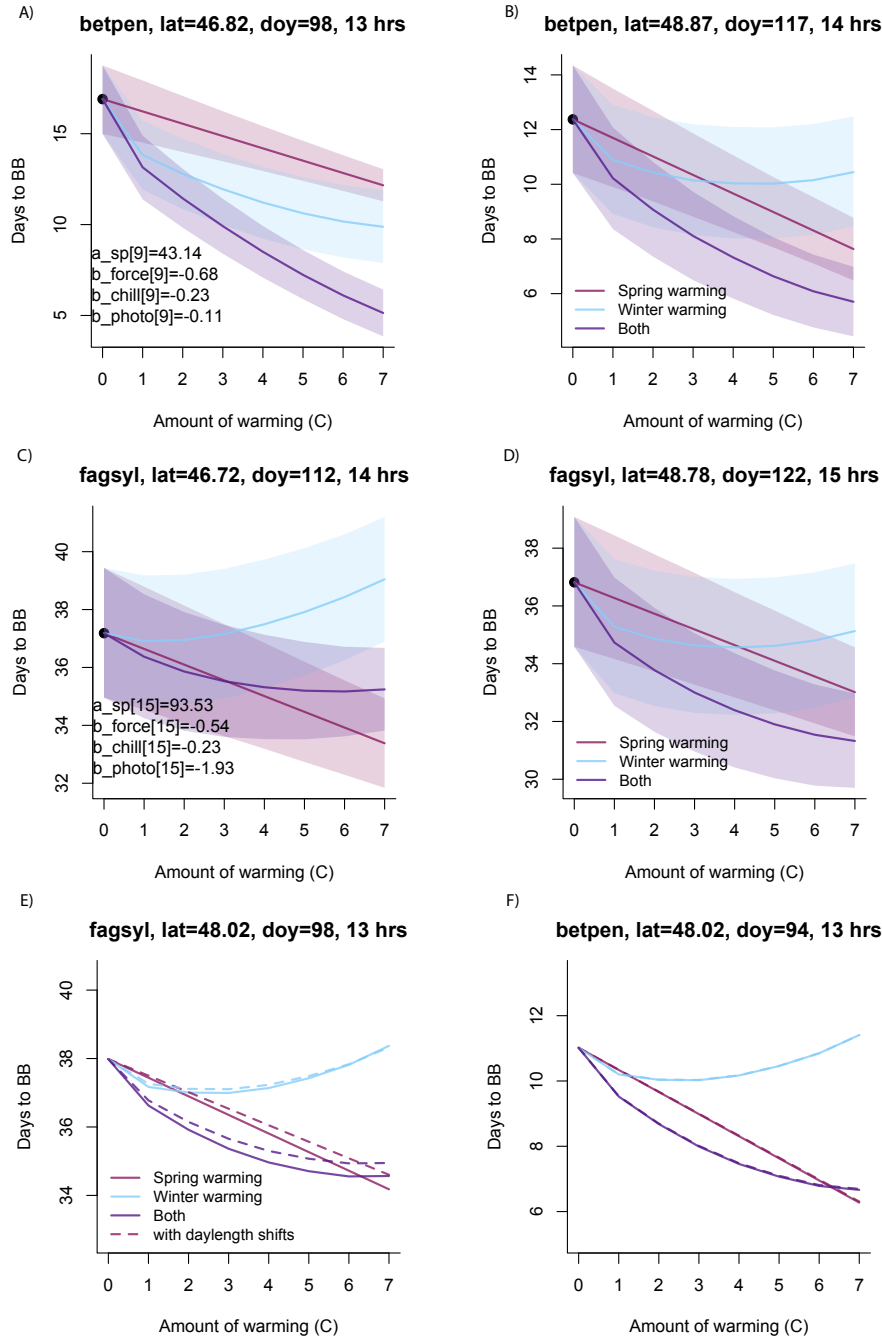 A)
betpen, lat=46.82, doy=98, 13 hrs
Days to BB
15
10
5
a_sp[9]=43.14
b_force[9]=-0.68
b_chill[9]=-0.23
b_photo[9]=-0.11
0 1 2 3 4 5 6 7
Amount of warming (C)
B)
betpen, lat=48.87, doy=117, 14 hrs
Days to BB
14
12
10
8
6
Spring warming
Winter warming
Both
0 1 2 3 4 5 6 7
Amount of warming (C)
C)
fagsyl, lat=46.72, doy=112, 14 hrs
Days to BB
40
38
36
34
32
a_sp[15]=93.53
b_force[15]=-0.54
b_chill[15]=-0.23
b_photo[15]=-1.93
0 1 2 3 4 5 6 7
Amount of warming (C)
D)
fagsyl, lat=48.78, doy=122, 15 hrs
Days to BB
38
36
34
32
30
Spring warming
Winter warming
Both
0 1 2 3 4 5 6 7
Amount of warming (C)
E)
fagsyl, lat=48.02, doy=98, 13 hrs
Days to BB
40
38
36
34
Spring warming
Winter warming
Both
with daylength shifts
0 1 2 3 4 5 6 7
Amount of warming (C)
F)
betpen, lat=48.02, doy=94, 13 hrs
Days to BB
12
10
8
6
0 1 2 3 4 5 6 7
Amount of warming (C)